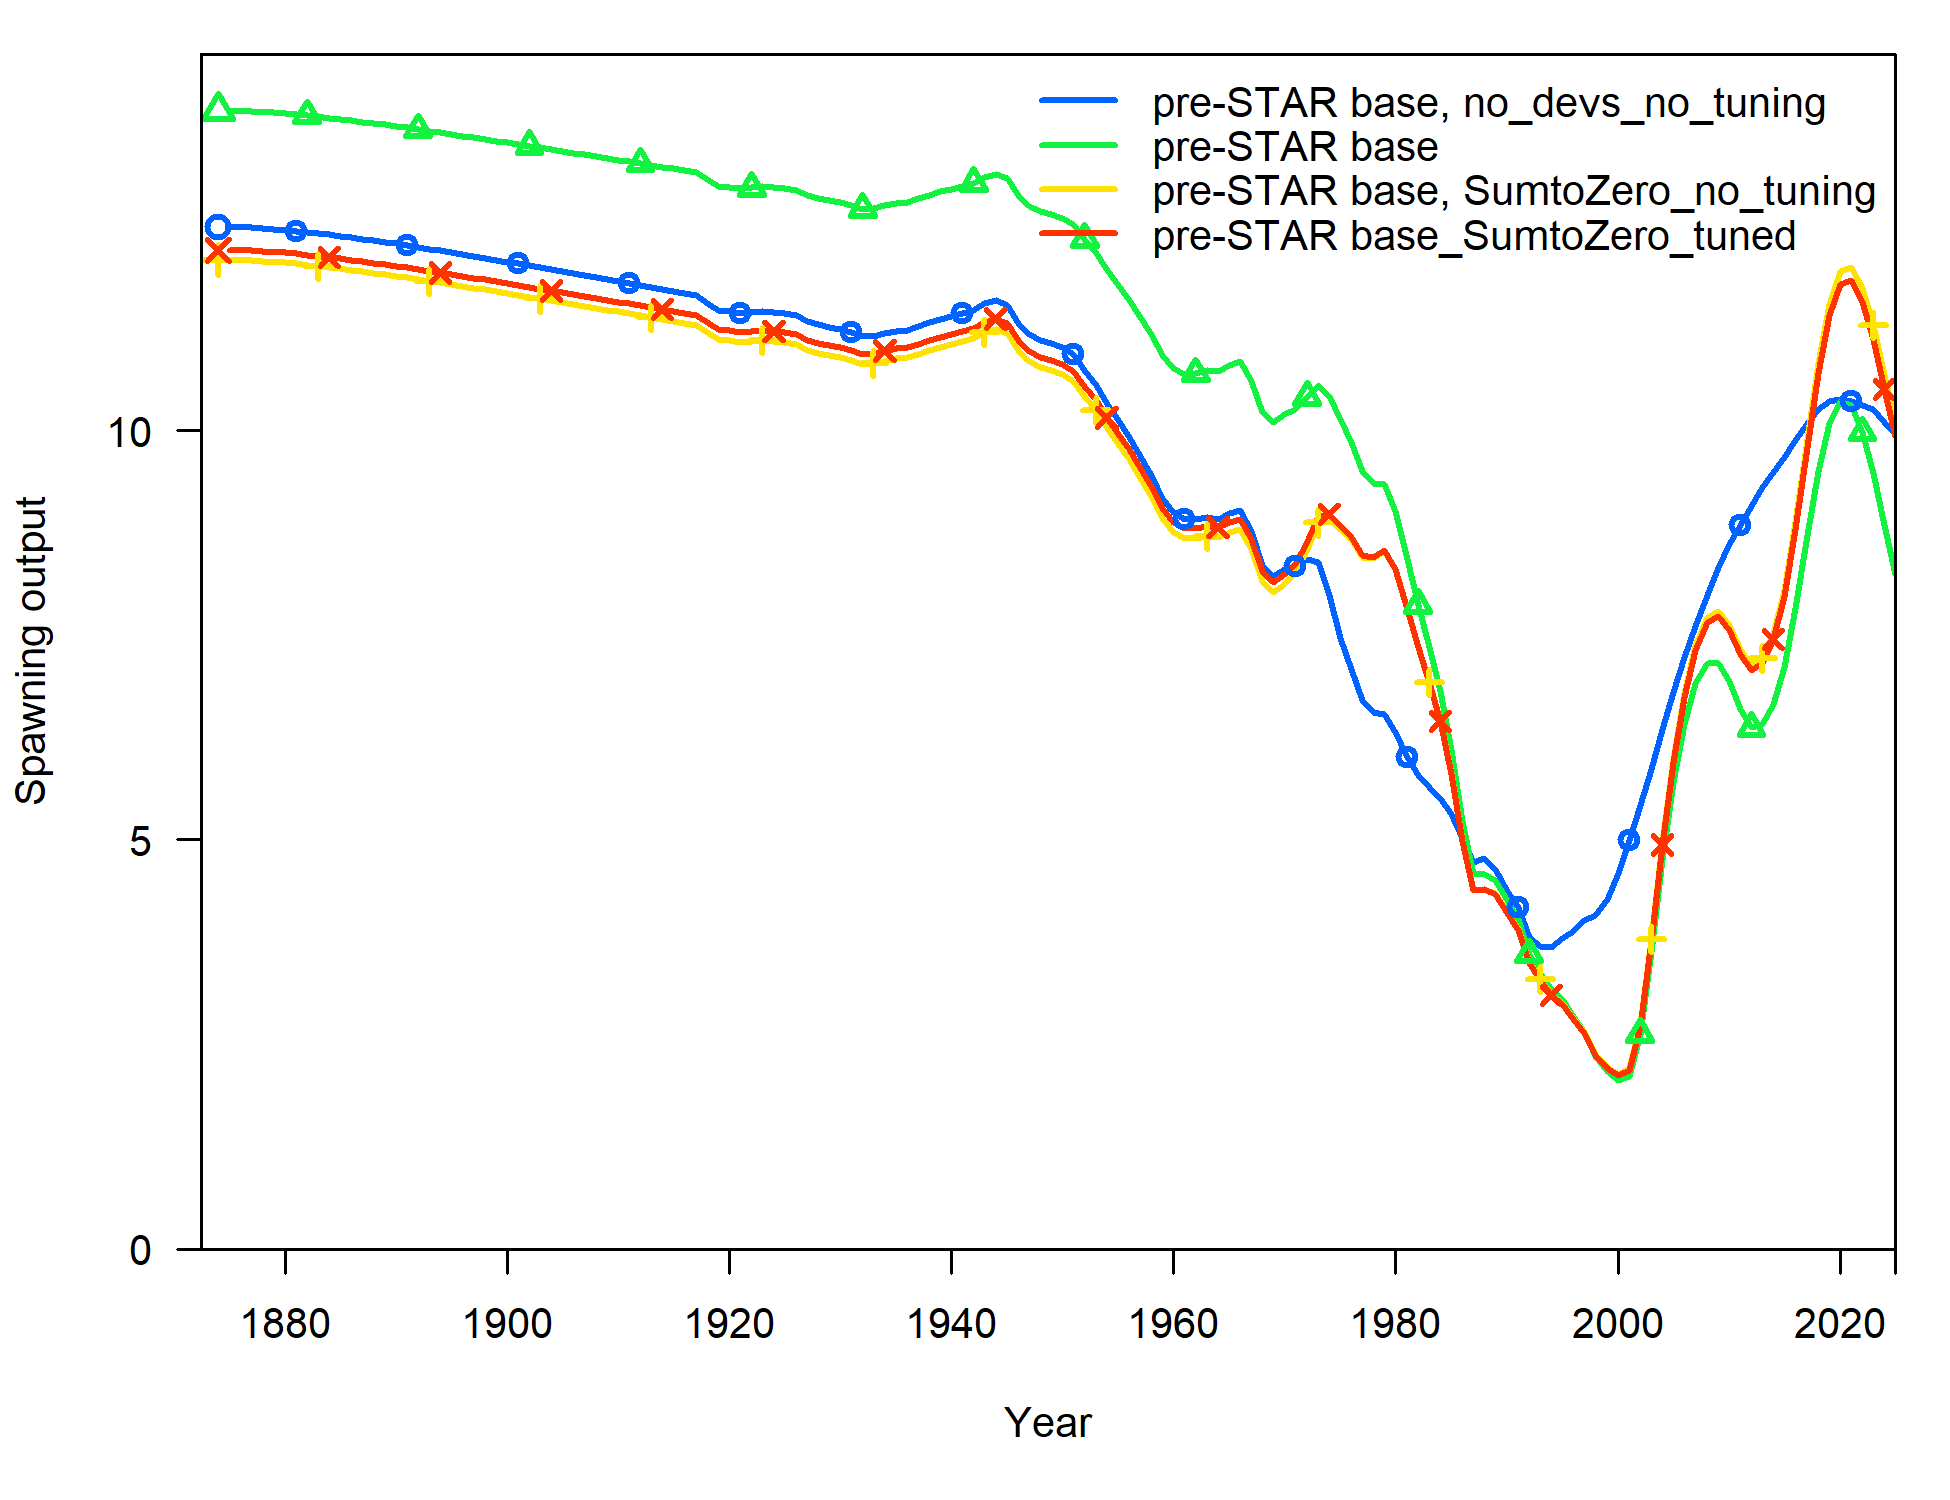 pre-STAR base, no_devs_no_tuning
pre-STAR base
pre-STAR base, SumtoZero_no_tuning
pre-STAR base_SumtoZero_tuned
10
5
0
Spawning output
1880 1900 1920 1940 1960 1980 2000 2020
Year